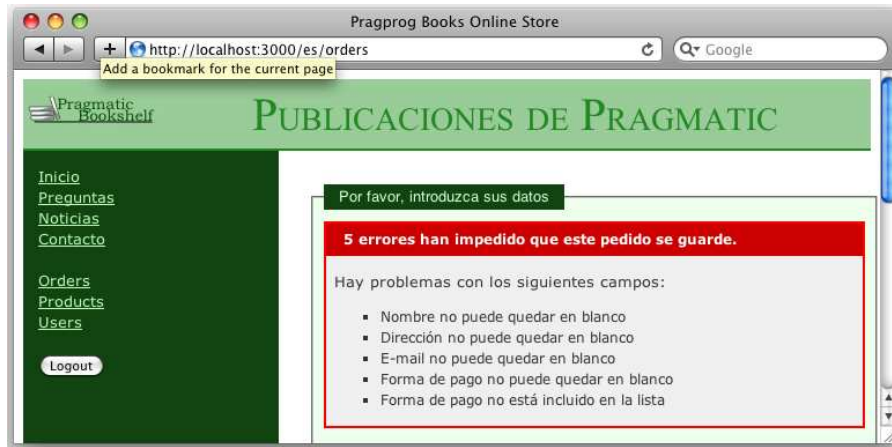 Pragprog Books Online Store
http://localhost:3000/es/orders
Google
Add a bookmark for the current page
Pragmatic
Bookshelf
PUBLICACIONES DE PRAGMATIC
Inicio
Preguntas
Noticias
Contacto
Orders
Products
Users
Logout
Por favor, introduzca sus datos
5 errores han impedido que este pedido se guarde.
Hay problemas con los siguientes campos:
Nombre no puede quedar en blanco
Dirección no puede quedar en blanco
E-mail no puede quedar en blanco
Forma de pago no puede quedar en blanco
Forma de pago no está incluido en la lista